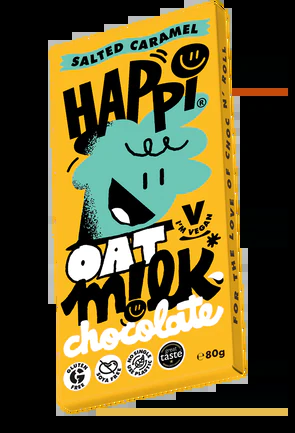 SALTED CARAMEL
HAPPi®
V
I'M VEGAN
OAT
M!LK
chocolate
GLUTEN FREE
SOYA FREE
NO SINGLE USE PLASTIC
great taste
℮80g
FOR THE LOVE OF CHOC N' ROLL